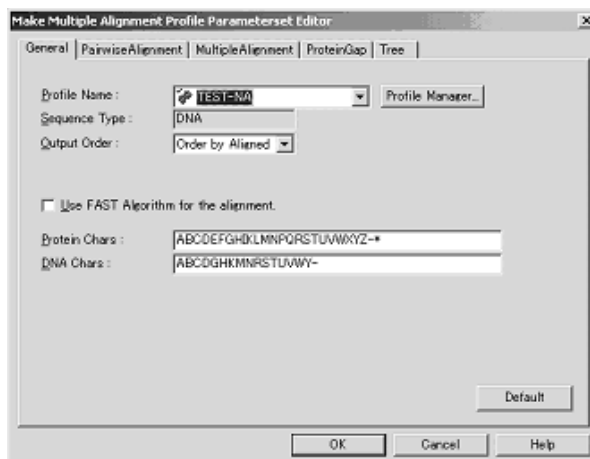 Make Multiple Alignment Profile Parameterset Editor
General PairwiseAlignment MultipleAlignment ProteinGap Tree
Profile Name : TEST-NA Profile Manager...
Sequence Type : DNA
Output Order : Order by Aligned
Use FAST Algorithm for the alignment.
Protein Chars : ABCDEFGHIKLMNPQRSTUVWXYZ-*
DNA Chars : ABCDGHKMNRSTUVWY-
Default
OK Cancel Help